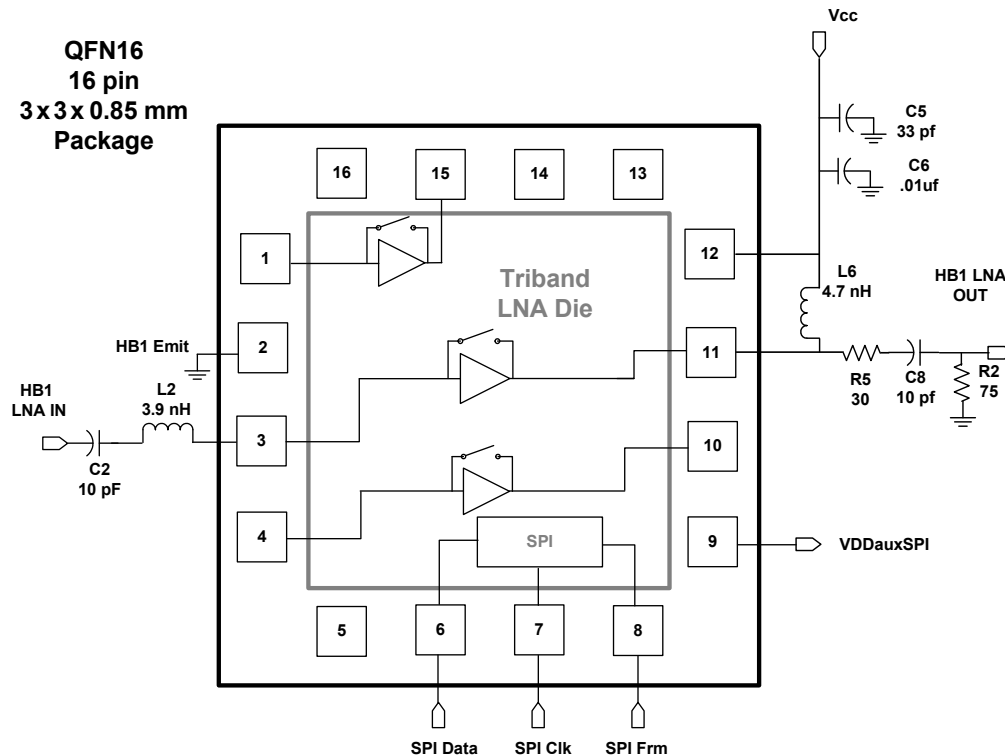 Vcc
QFN16
16 pin
3 x 3 x 0.85 mm
Package
C5
33 pf
C6
.01uf
16
15
14
13
1
12
Triband
LNA Die
L6
4.7 nH
HB1 LNA
OUT
HB1 Emit
2
11
R5
30
C8
10 pf
R2
75
HB1
LNA IN
L2
3.9 nH
3
C2
10 pF
10
4
SPI
9
VDDauxSPI
5
6
7
8
SPI Data
SPI Clk
SPI Frm